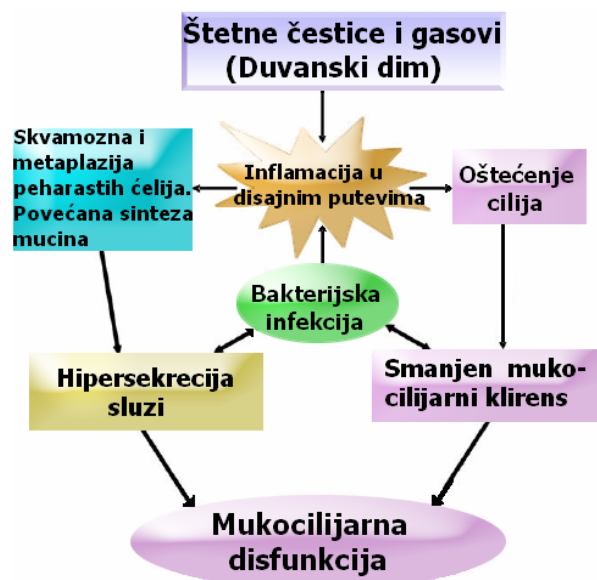 Štetne čestice i gasovi
(Duvanski dim)
Skvamozna i
metaplazija
peharastih ćelija.
Povećana sinteza
mucina
Inflamacija u
disajnim putevima
Oštećenje
cilija
Bakterijska
infekcija
Hipersekrecija
sluzi
Smanjen muko-
cilijarni klirens
Mukocilijarna
disfunkcija